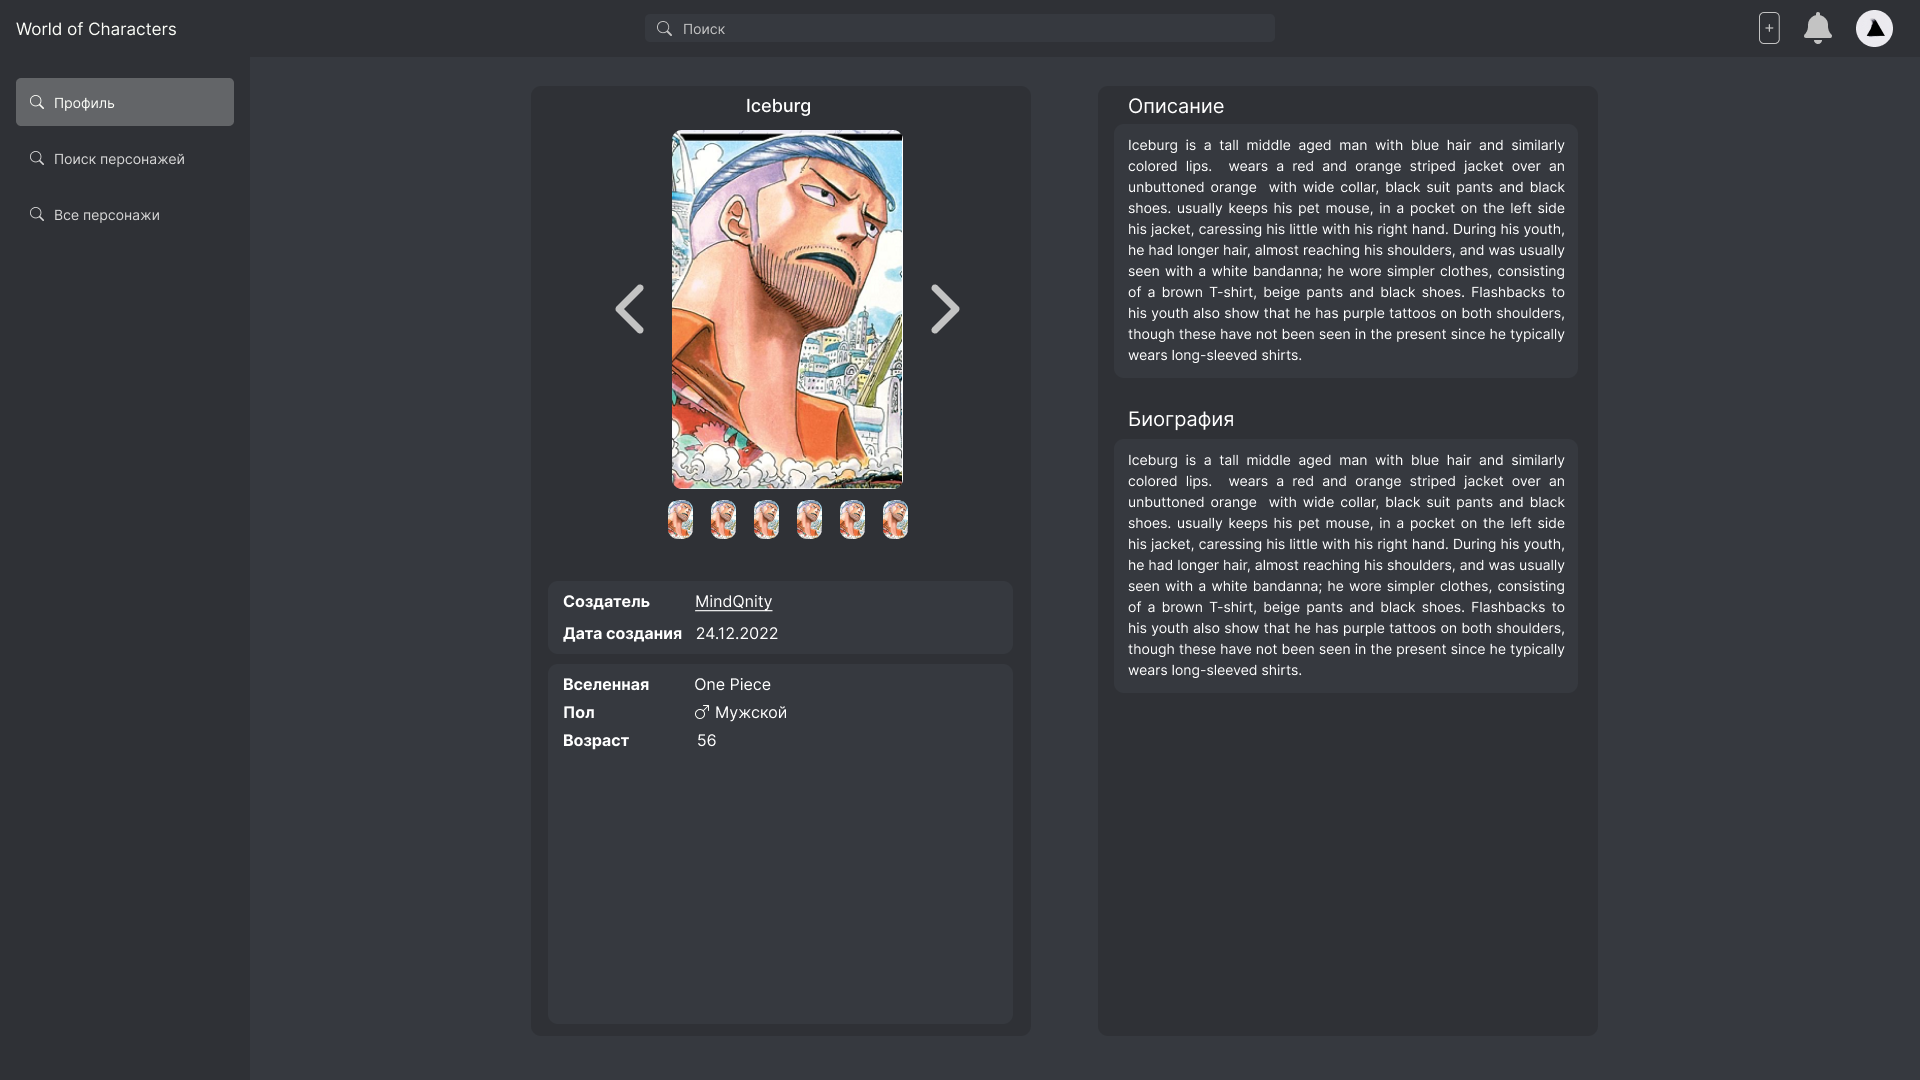 World of Characters
Поиск
+
Профиль
Поиск персонажей
Все персонажи
Iceburg
Создатель MindQnity
Дата создания 24.12.2022
Вселенная One Piece
Пол ♂ Мужской
Возраст 56
Описание
Iceburg is a tall middle aged man with blue hair and similarly
colored lips. wears a red and orange striped jacket over an
unbuttoned orange with wide collar, black suit pants and black
shoes. usually keeps his pet mouse, in a pocket on the left side
his jacket, caressing his little with his right hand. During his youth,
he had longer hair, almost reaching his shoulders, and was usually
seen with a white bandanna; he wore simpler clothes, consisting
of a brown T-shirt, beige pants and black shoes. Flashbacks to
his youth also show that he has purple tattoos on both shoulders,
though these have not been seen in the present since he typically
wears long-sleeved shirts.
Биография
Iceburg is a tall middle aged man with blue hair and similarly
colored lips. wears a red and orange striped jacket over an
unbuttoned orange with wide collar, black suit pants and black
shoes. usually keeps his pet mouse, in a pocket on the left side
his jacket, caressing his little with his right hand. During his youth,
he had longer hair, almost reaching his shoulders, and was usually
seen with a white bandanna; he wore simpler clothes, consisting
of a brown T-shirt, beige pants and black shoes. Flashbacks to
his youth also show that he has purple tattoos on both shoulders,
though these have not been seen in the present since he typically
wears long-sleeved shirts.